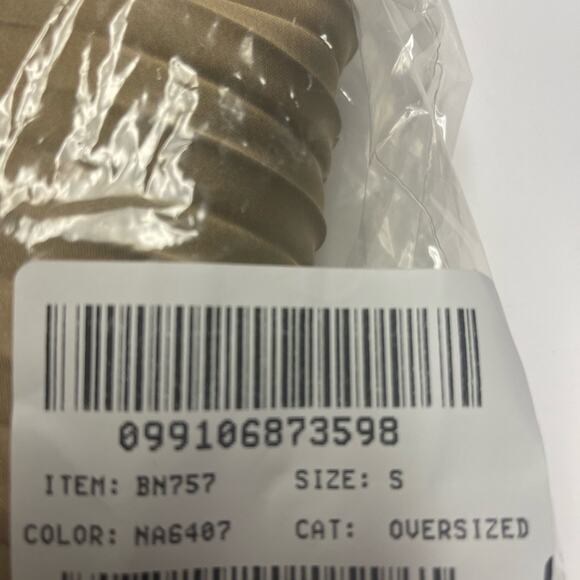 099106873598
ITEM: BN757 SIZE: S
COLOR: NA6407 CAT: OVERSIZED